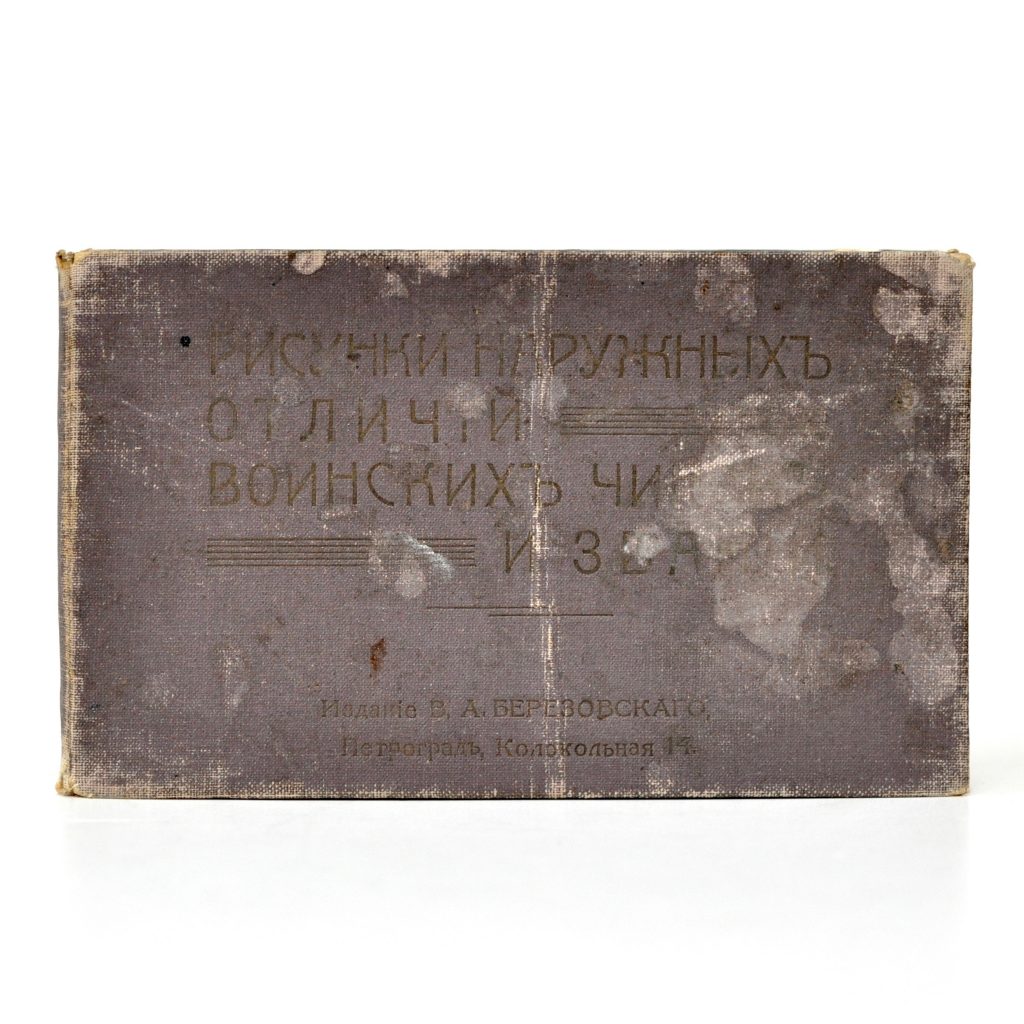 РИСУНКИ НАРУЖНЫХЪ
ОТЛИЧІЙ
ВОИНСКИХЪ
И
Изданіе В. А. БЕРЕЗОВСКАГО,
Петроградъ, Колокольная 14.